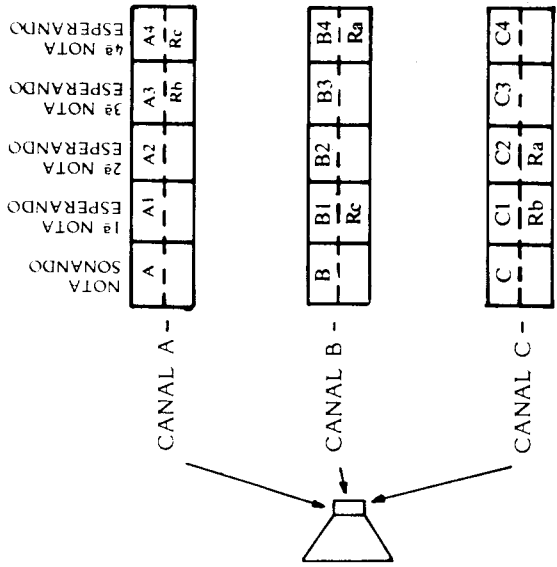 NOTA
SONANDO
1ª NOTA
ESPERANDO
2ª NOTA
ESPERANDO
3ª NOTA
ESPERANDO
4ª NOTA
ESPERANDO
CANAL A -
A A1 A2 A3 A4
Rb Rc
CANAL B -
B B1 B2 B3 B4
Rc Ra
CANAL C -
C C1 C2 C3 C4
Rb Ra